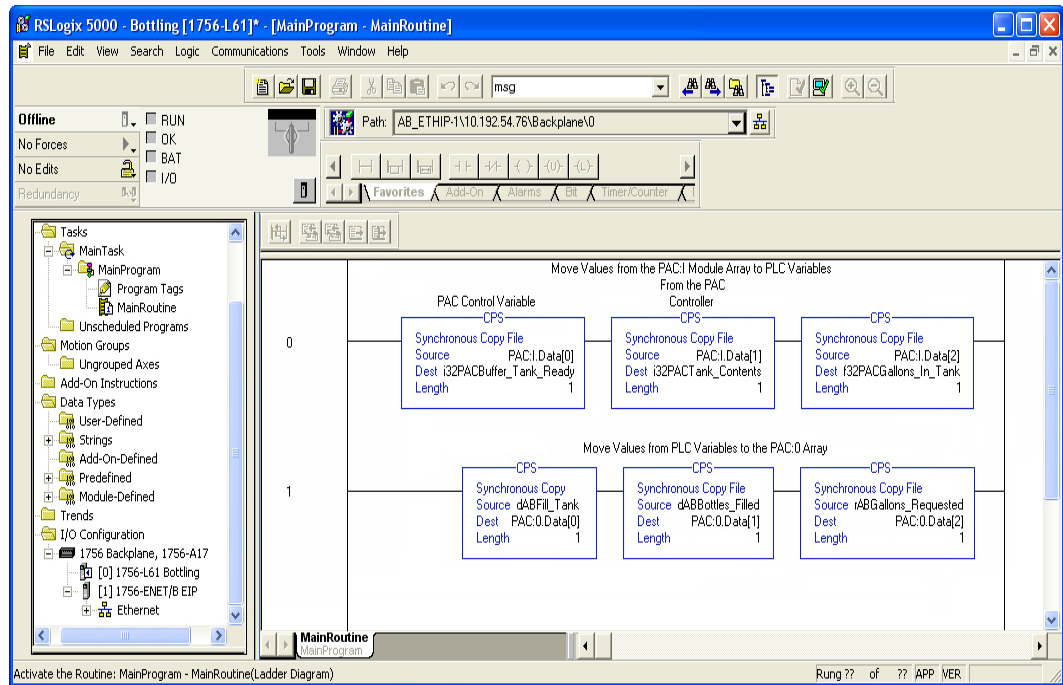 RSLogix 5000 - Bottling [1756-L61]* - [MainProgram - MainRoutine]
File Edit View Search Logic Communications Tools Window Help
msg
Offline
RUN
No Forces
OK
No Edits
BAT
Redundancy
I/O
Path: AB_ETHIP-1\10.192.54.76\Backplane\0
Favorites Add-On Alarms Bit Timer/Counter
Tasks
MainTask
MainProgram
Program Tags
MainRoutine
Unscheduled Programs
Motion Groups
Ungrouped Axes
Add-On Instructions
Data Types
User-Defined
Strings
Add-On-Defined
Predefined
Module-Defined
Trends
I/O Configuration
1756 Backplane, 1756-A17
[0] 1756-L61 Bottling
[1] 1756-ENET/B EIP
Ethernet
Move Values from the PAC:I Module Array to PLC Variables
0
PAC Control Variable
CPS
Synchronous Copy File
Source PAC:I.Data[0]
Dest i32PACBuffer_Tank_Ready
Length 1
From the PAC
Controller
CPS
Synchronous Copy File
Source PAC:I.Data[1]
Dest i32PACTank_Contents
Length 1
CPS
Synchronous Copy File
Source PAC:I.Data[2]
Dest f32PACGallons_In_Tank
Length 1
Move Values from PLC Variables to the PAC:0 Array
1
CPS
Synchronous Copy
Source dABFill_Tank
Dest PAC:0.Data[0]
Length 1
CPS
Synchronous Copy File
Source dABBottles_Filled
Dest PAC:0.Data[1]
Length 1
CPS
Synchronous Copy File
Source rABGallons_Requested
Dest PAC:0.Data[2]
Length 1
MainRoutine
MainProgram
Activate the Routine: MainProgram - MainRoutine(Ladder Diagram)
Rung ?? of ?? APP VER